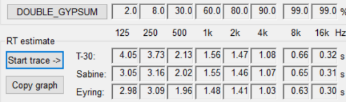 DOUBLE_GYPSUM 2.0 8.0 30.0 60.0 80.0 90.0 99.0 99.0 %
125 250 500 1k 2k 4k 8k 16k Hz
RT estimate
Start trace -> T-30: 4.05 3.73 2.13 1.56 1.47 1.08 0.66 0.32 s
Sabine: 3.05 3.16 2.02 1.55 1.46 1.07 0.65 0.31 s
Copy graph
Eyring: 2.98 3.09 1.96 1.48 1.41 1.03 0.63 0.30 s